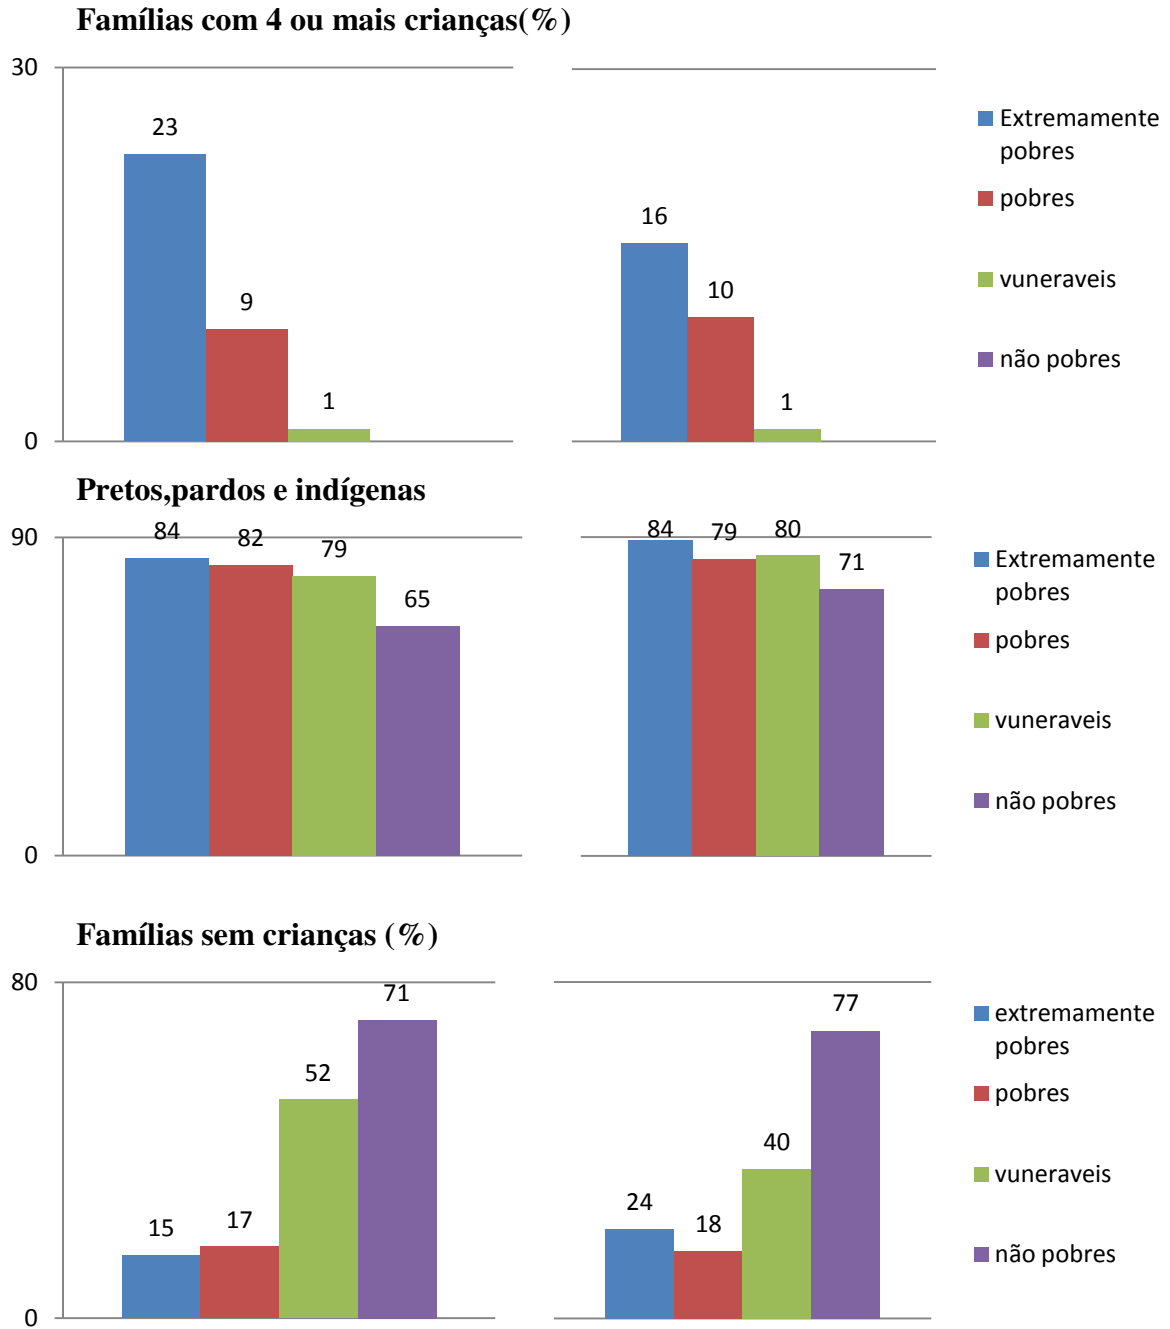 Famílias com 4 ou mais crianças(%)
30
23
9
1
0
16
10
1
Extremamente
pobres
pobres
vuneraveis
não pobres
Pretos,pardos e indígenas
90
84
82
79
65
0
84
79
80
71
Extremamente
pobres
pobres
vuneraveis
não pobres
Famílias sem crianças (%)
80
15
17
52
71
0
24
18
40
77
extremamente
pobres
pobres
vuneraveis
não pobres